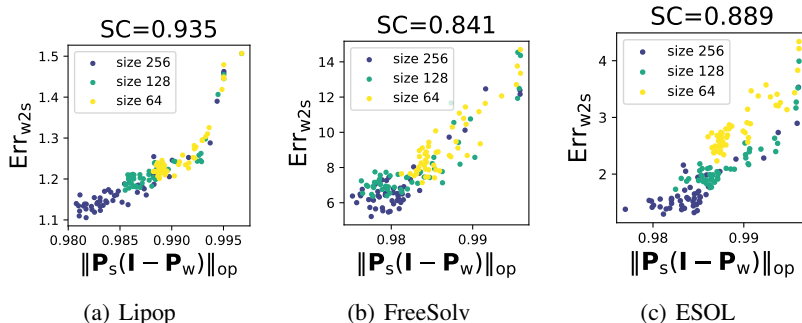 SC=0.935
Err_w2s
1.5
1.4
1.3
1.2
1.1
size 256
size 128
size 64
0.980 0.985 0.990 0.995
‖P_s(I − P_w)‖_op
(a) Lipop
SC=0.841
Err_w2s
14
12
10
8
6
size 256
size 128
size 64
0.98 0.99
‖P_s(I − P_w)‖_op
(b) FreeSolv
SC=0.889
Err_w2s
4
3
2
size 256
size 128
size 64
0.98 0.99
‖P_s(I − P_w)‖_op
(c) ESOL